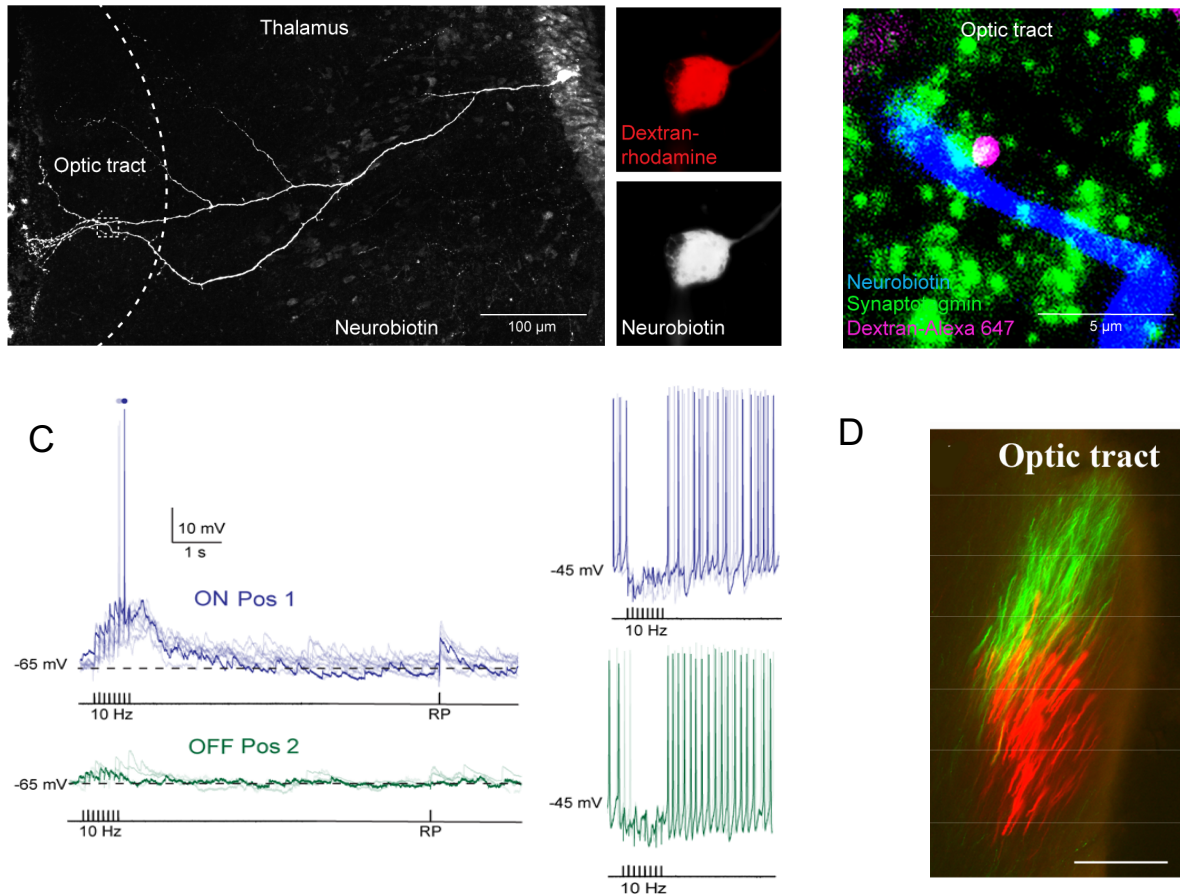 Thalamus
Optic tract
Neurobiotin
100 µm
Dextran-
rhodamine
Neurobiotin
Optic tract
Neurobiotin
Synaptotagmin
Dextran-Alexa 647
5 µm
C
10 mV
1 s
ON Pos 1
-65 mV
10 Hz
RP
OFF Pos 2
-65 mV
10 Hz
RP
-45 mV
10 Hz
-45 mV
10 Hz
D
Optic tract